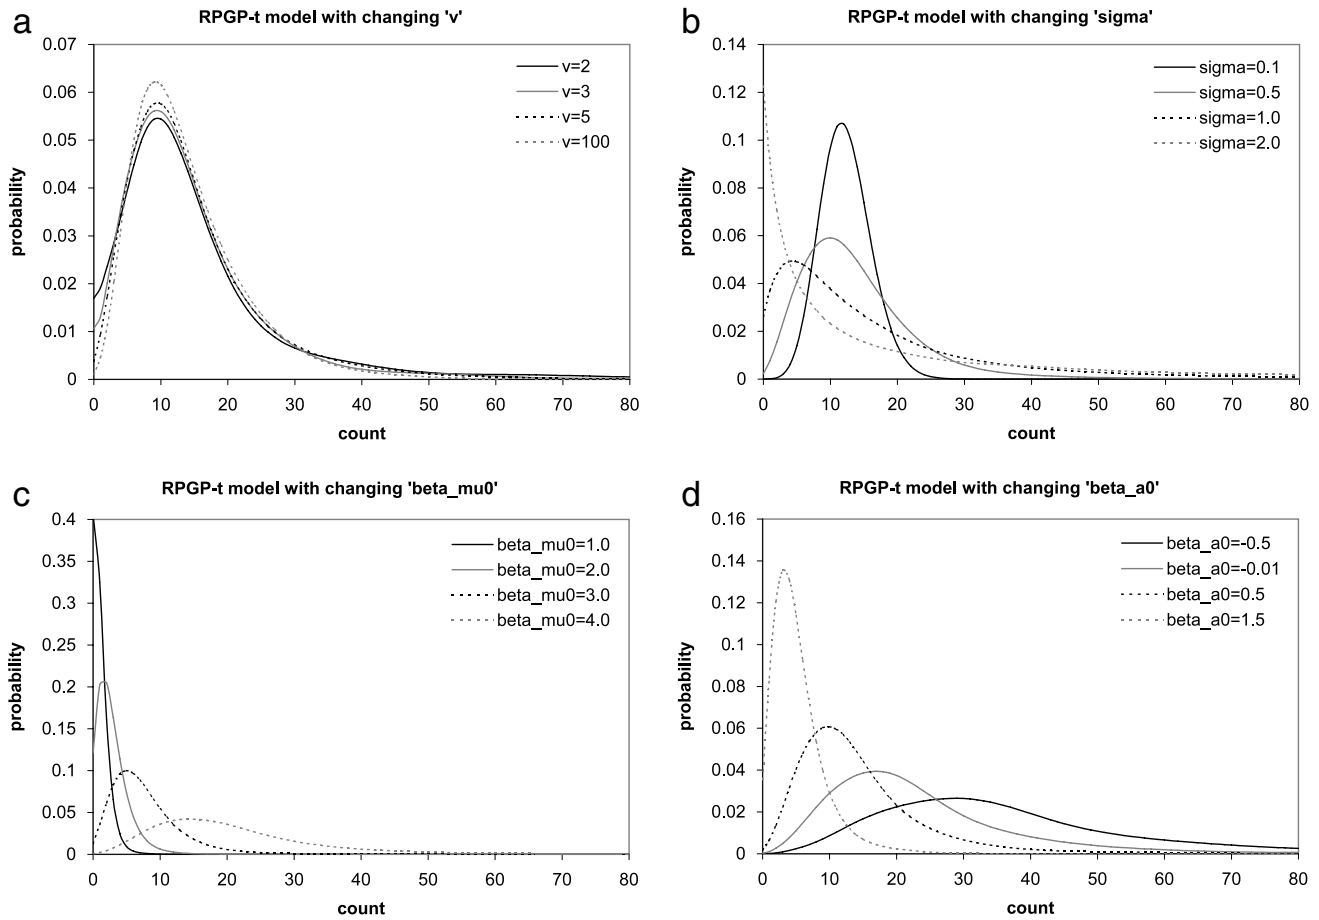 a
RPGP-t model with changing 'v'
0.07
0.06
0.05
0.04
0.03
0.02
0.01
0
probability
v=2
v=3
v=5
v=100
0 10 20 30 40 50 60 70 80
count
b
RPGP-t model with changing 'sigma'
0.14
0.12
0.1
0.08
0.06
0.04
0.02
0
probability
sigma=0.1
sigma=0.5
sigma=1.0
sigma=2.0
0 10 20 30 40 50 60 70 80
count
c
RPGP-t model with changing 'beta_mu0'
0.4
0.35
0.3
0.25
0.2
0.15
0.1
0.05
0
probability
beta_mu0=1.0
beta_mu0=2.0
beta_mu0=3.0
beta_mu0=4.0
0 10 20 30 40 50 60 70 80
count
d
RPGP-t model with changing 'beta_a0'
0.16
0.14
0.12
0.1
0.08
0.06
0.04
0.02
0
probability
beta_a0=-0.5
beta_a0=-0.01
beta_a0=0.5
beta_a0=1.5
0 10 20 30 40 50 60 70 80
count